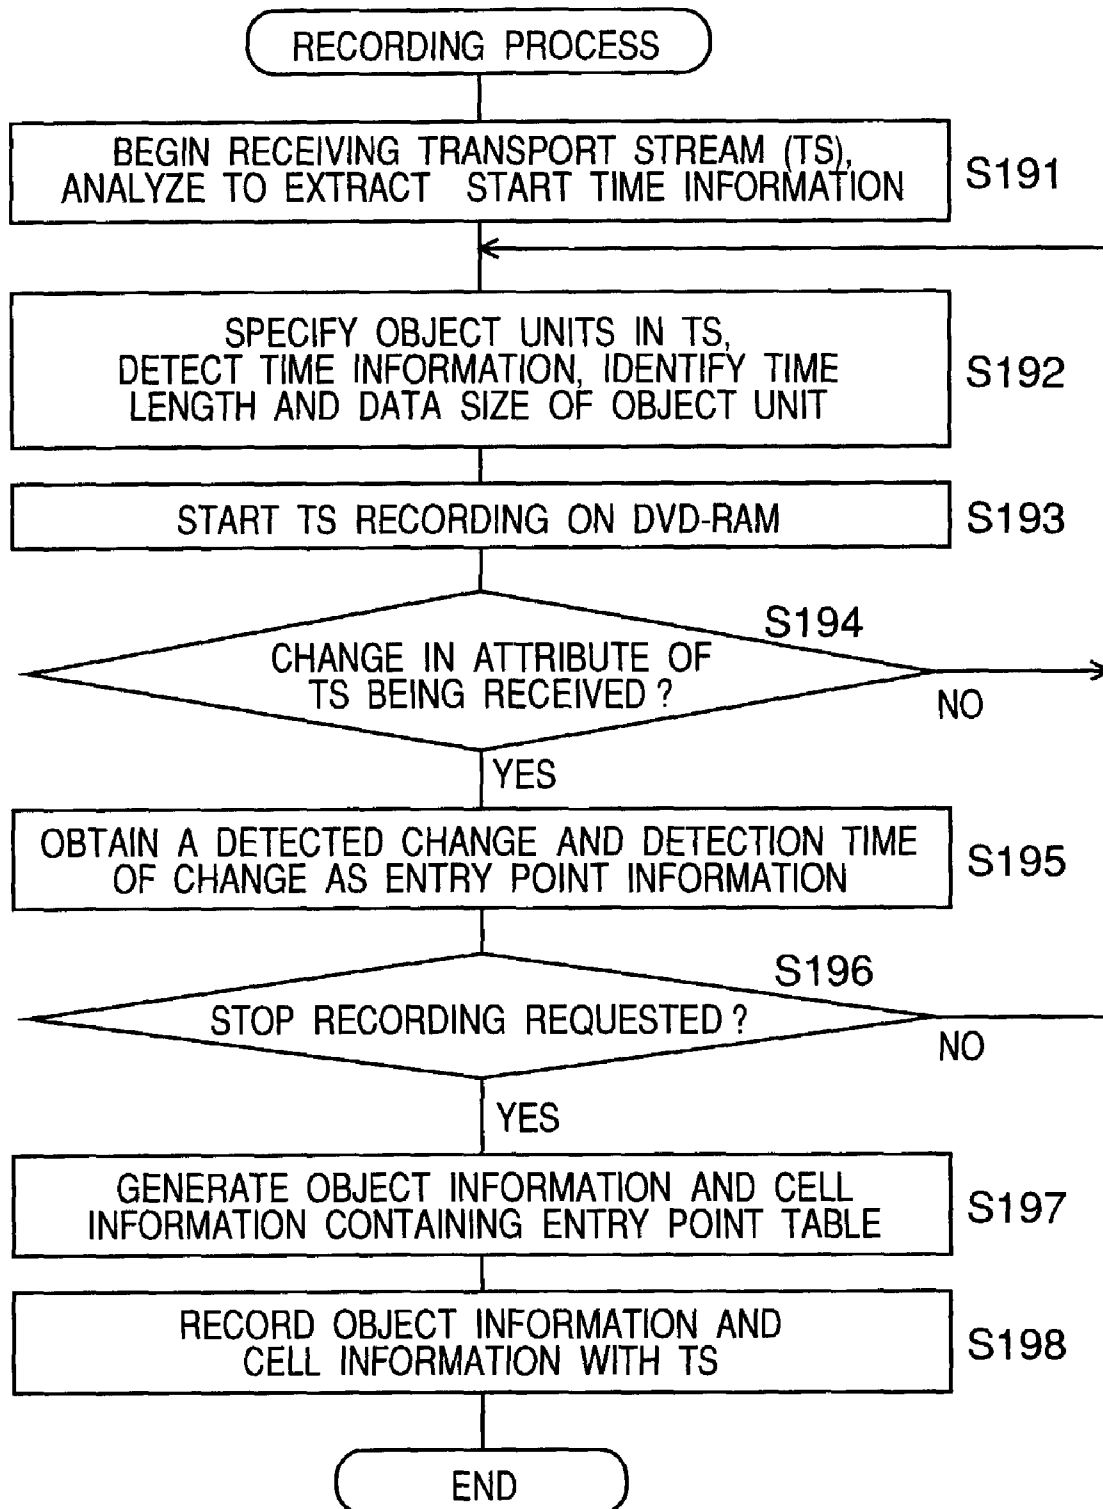 RECORDING PROCESS
BEGIN RECEIVING TRANSPORT STREAM (TS),
ANALYZE TO EXTRACT START TIME INFORMATION
S191
SPECIFY OBJECT UNITS IN TS,
DETECT TIME INFORMATION, IDENTIFY TIME
LENGTH AND DATA SIZE OF OBJECT UNIT
S192
START TS RECORDING ON DVD-RAM
S193
S194
CHANGE IN ATTRIBUTE OF
TS BEING RECEIVED ?
NO
YES
OBTAIN A DETECTED CHANGE AND DETECTION TIME
OF CHANGE AS ENTRY POINT INFORMATION
S195
S196
STOP RECORDING REQUESTED ?
NO
YES
GENERATE OBJECT INFORMATION AND CELL
INFORMATION CONTAINING ENTRY POINT TABLE
S197
RECORD OBJECT INFORMATION AND
CELL INFORMATION WITH TS
S198
END